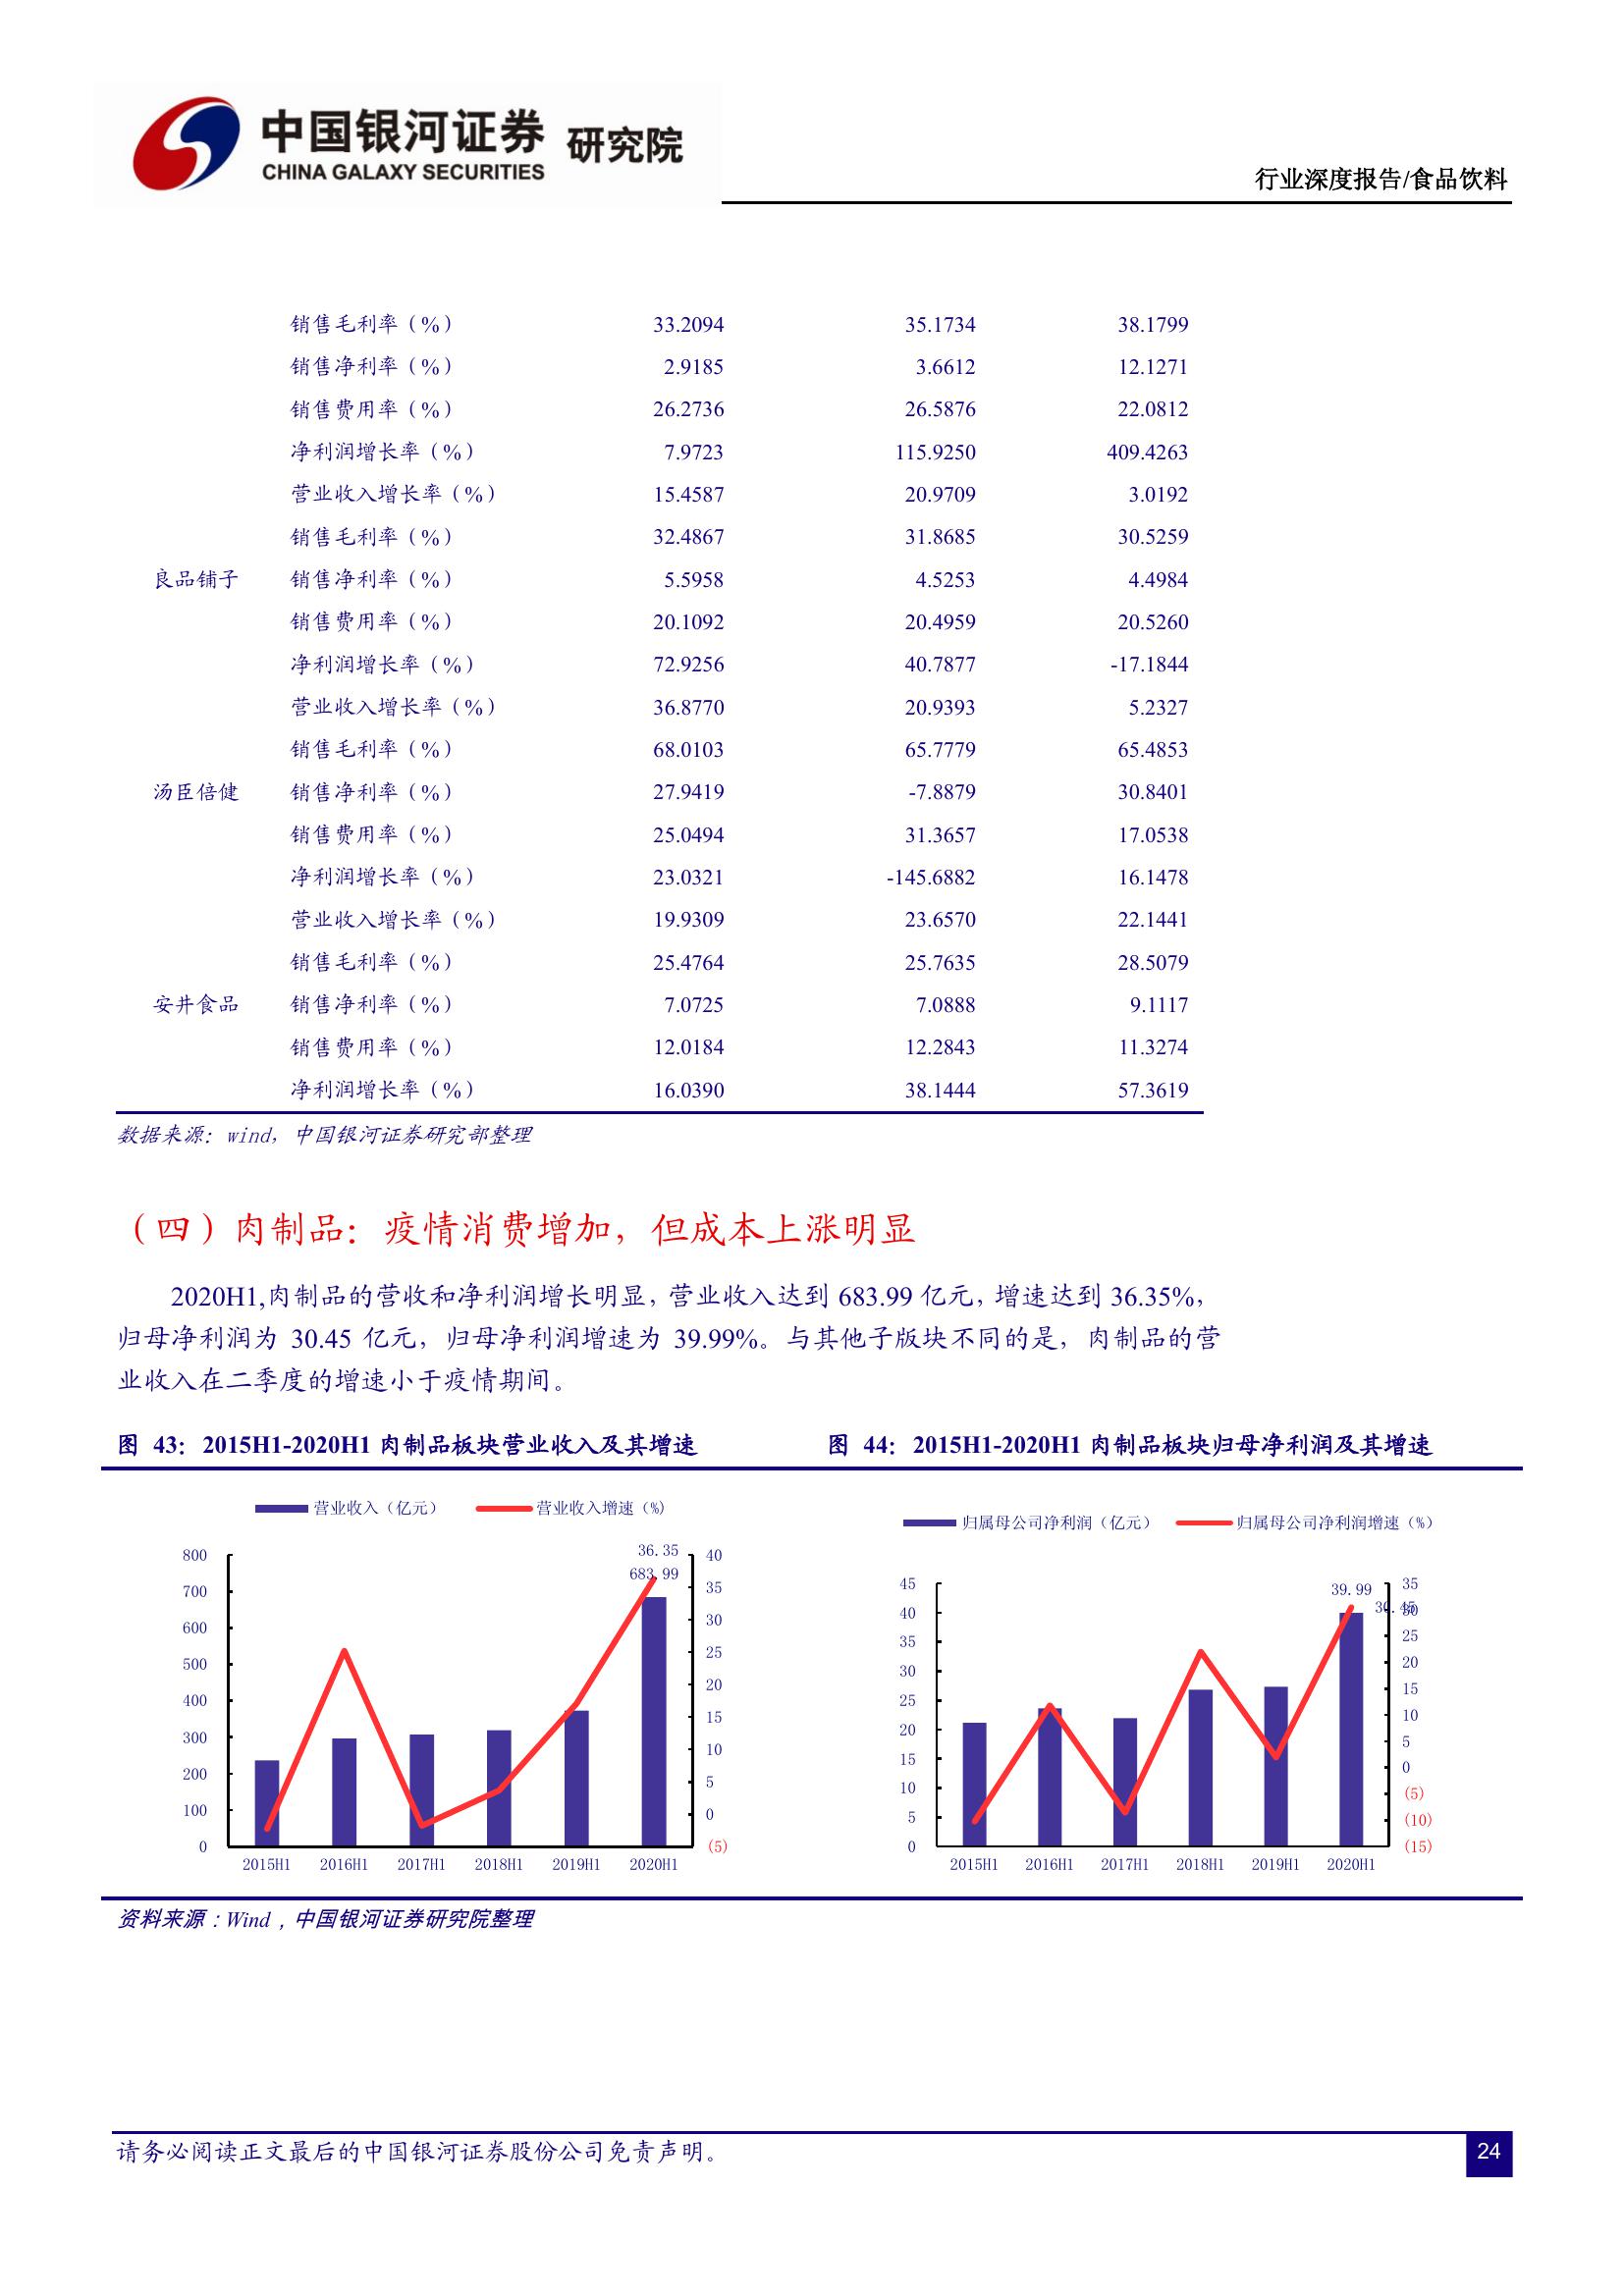 中国银河证券 研究院
CHINA GALAXY SECURITIES
行业深度报告/食品饮料
销售毛利率（%） 33.2094 35.1734 38.1799
销售净利率（%） 2.9185 3.6612 12.1271
销售费用率（%） 26.2736 26.5876 22.0812
净利润增长率（%） 7.9723 115.9250 409.4263
营业收入增长率（%） 15.4587 20.9709 3.0192
销售毛利率（%） 32.4867 31.8685 30.5259
良品铺子 销售净利率（%） 5.5958 4.5253 4.4984
销售费用率（%） 20.1092 20.4959 20.5260
净利润增长率（%） 72.9256 40.7877 -17.1844
营业收入增长率（%） 36.8770 20.9393 5.2327
销售毛利率（%） 68.0103 65.7779 65.4853
汤臣倍健 销售净利率（%） 27.9419 -7.8879 30.8401
销售费用率（%） 25.0494 31.3657 17.0538
净利润增长率（%） 23.0321 -145.6882 16.1478
营业收入增长率（%） 19.9309 23.6570 22.1441
销售毛利率（%） 25.4764 25.7635 28.5079
安井食品 销售净利率（%） 7.0725 7.0888 9.1117
销售费用率（%） 12.0184 12.2843 11.3274
净利润增长率（%） 16.0390 38.1444 57.3619
数据来源：wind，中国银河证券研究部整理
（四）肉制品：疫情消费增加，但成本上涨明显
2020H1,肉制品的营收和净利润增长明显，营业收入达到 683.99 亿元，增速达到 36.35%，
归母净利润为 30.45 亿元，归母净利润增速为 39.99%。与其他子版块不同的是，肉制品的营
业收入在二季度的增速小于疫情期间。
图 43：2015H1-2020H1 肉制品板块营业收入及其增速
营业收入（亿元） 营业收入增速（%)
36.35
683.99
800
700
600
500
400
300
200
100
0
40
35
30
25
20
15
10
5
0
(5)
2015H1 2016H1 2017H1 2018H1 2019H1 2020H1
图 44：2015H1-2020H1 肉制品板块归母净利润及其增速
归属母公司净利润（亿元） 归属母公司净利润增速（%）
39.99
30.45
45
40
35
30
25
20
15
10
5
0
35
30
25
20
15
10
5
0
(5)
(10)
(15)
2015H1 2016H1 2017H1 2018H1 2019H1 2020H1
资料来源：Wind，中国银河证券研究院整理
请务必阅读正文最后的中国银河证券股份公司免责声明。
24